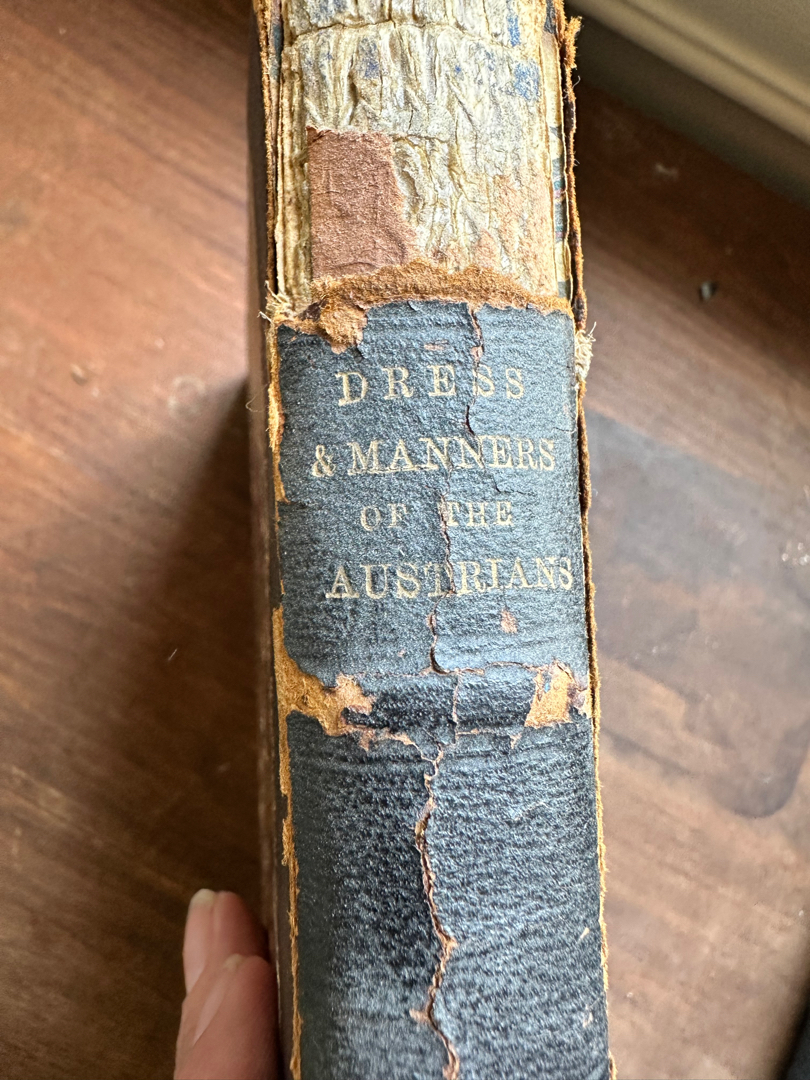 DRESS
& MANNERS
OF THE
AUSTRIANS